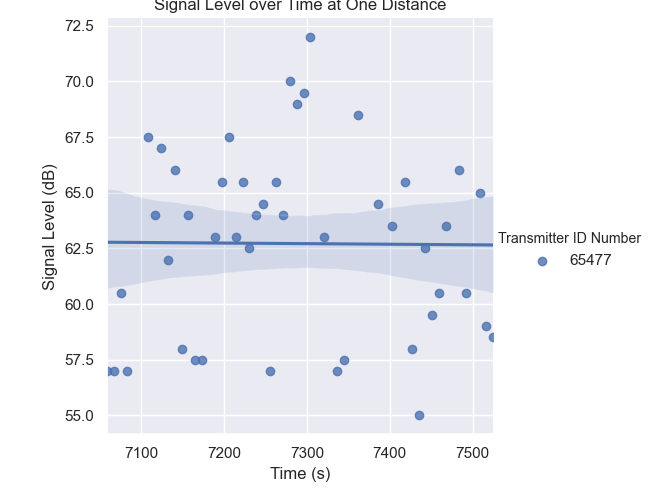 Signal Level over Time at One Distance
72.5
70.0
67.5
65.0
62.5
60.0
57.5
55.0
Signal Level (dB)
7100 7200 7300 7400 7500
Time (s)
Transmitter ID Number
65477